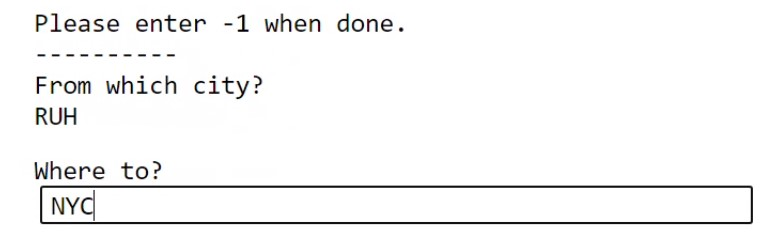 Please enter -1 when done.
----------
From which city?
RUH
Where to?
NYC